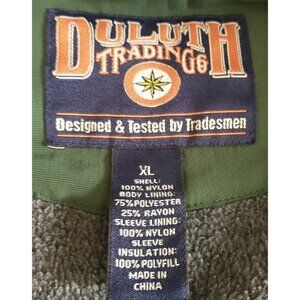 DULUTH
TRADING Co
Designed & Tested by Tradesmen
XL
SHELL:
100% NYLON
BODY LINING:
75% POLYESTER
25% RAYON
SLEEVE LINING:
100% NYLON
SLEEVE
INSULATION:
100% POLYFILL
MADE IN
CHINA